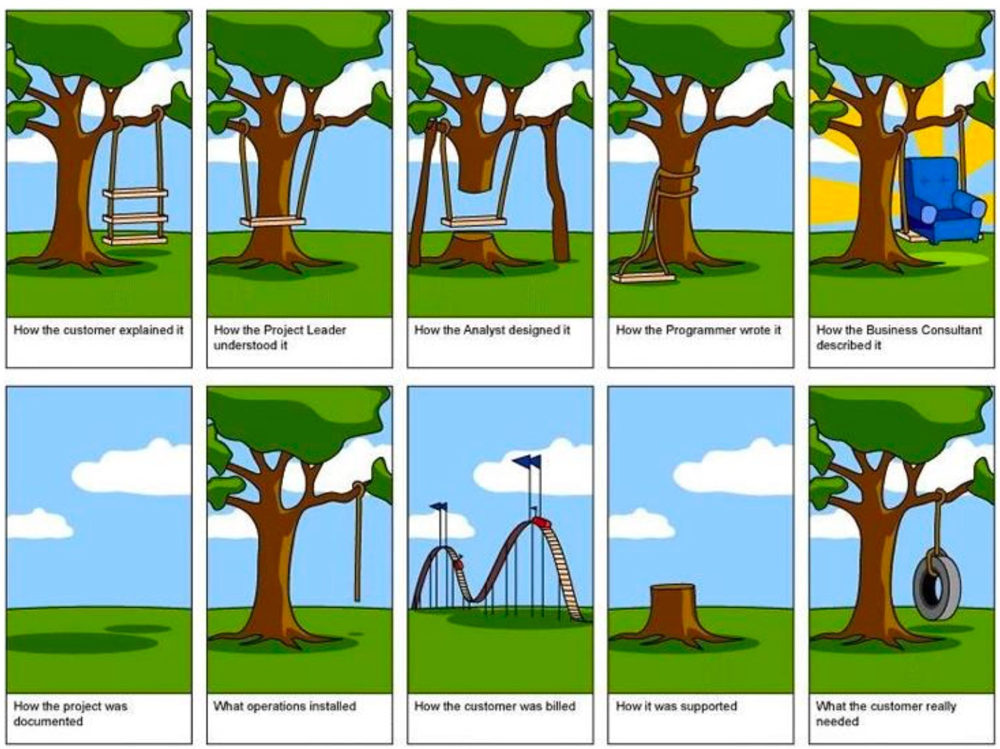 How the customer explained it
How the Project Leader
understood it
How the Analyst designed it
How the Programmer wrote it
How the Business Consultant
described it
How the project was
documented
What operations installed
How the customer was billed
How it was supported
What the customer really
needed